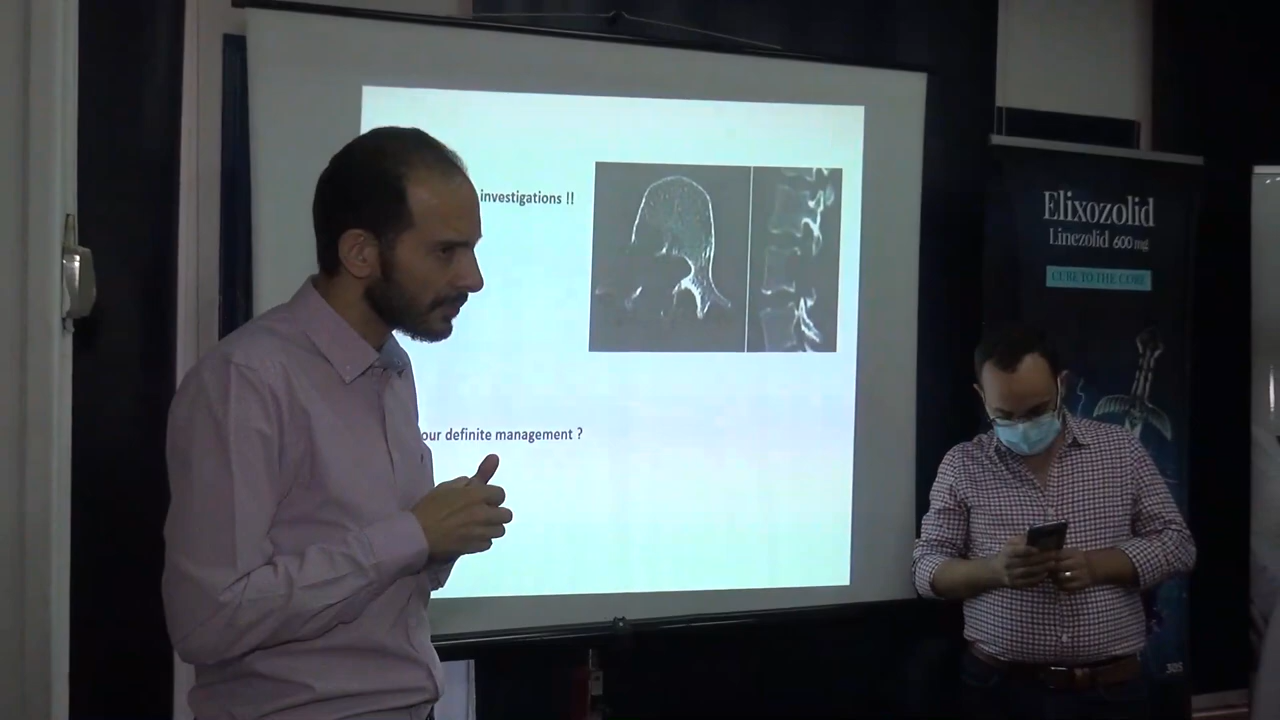 investigations !!
our definite management ?
Elixozolid
Linezolid 600 mg
CURE TO THE CORE